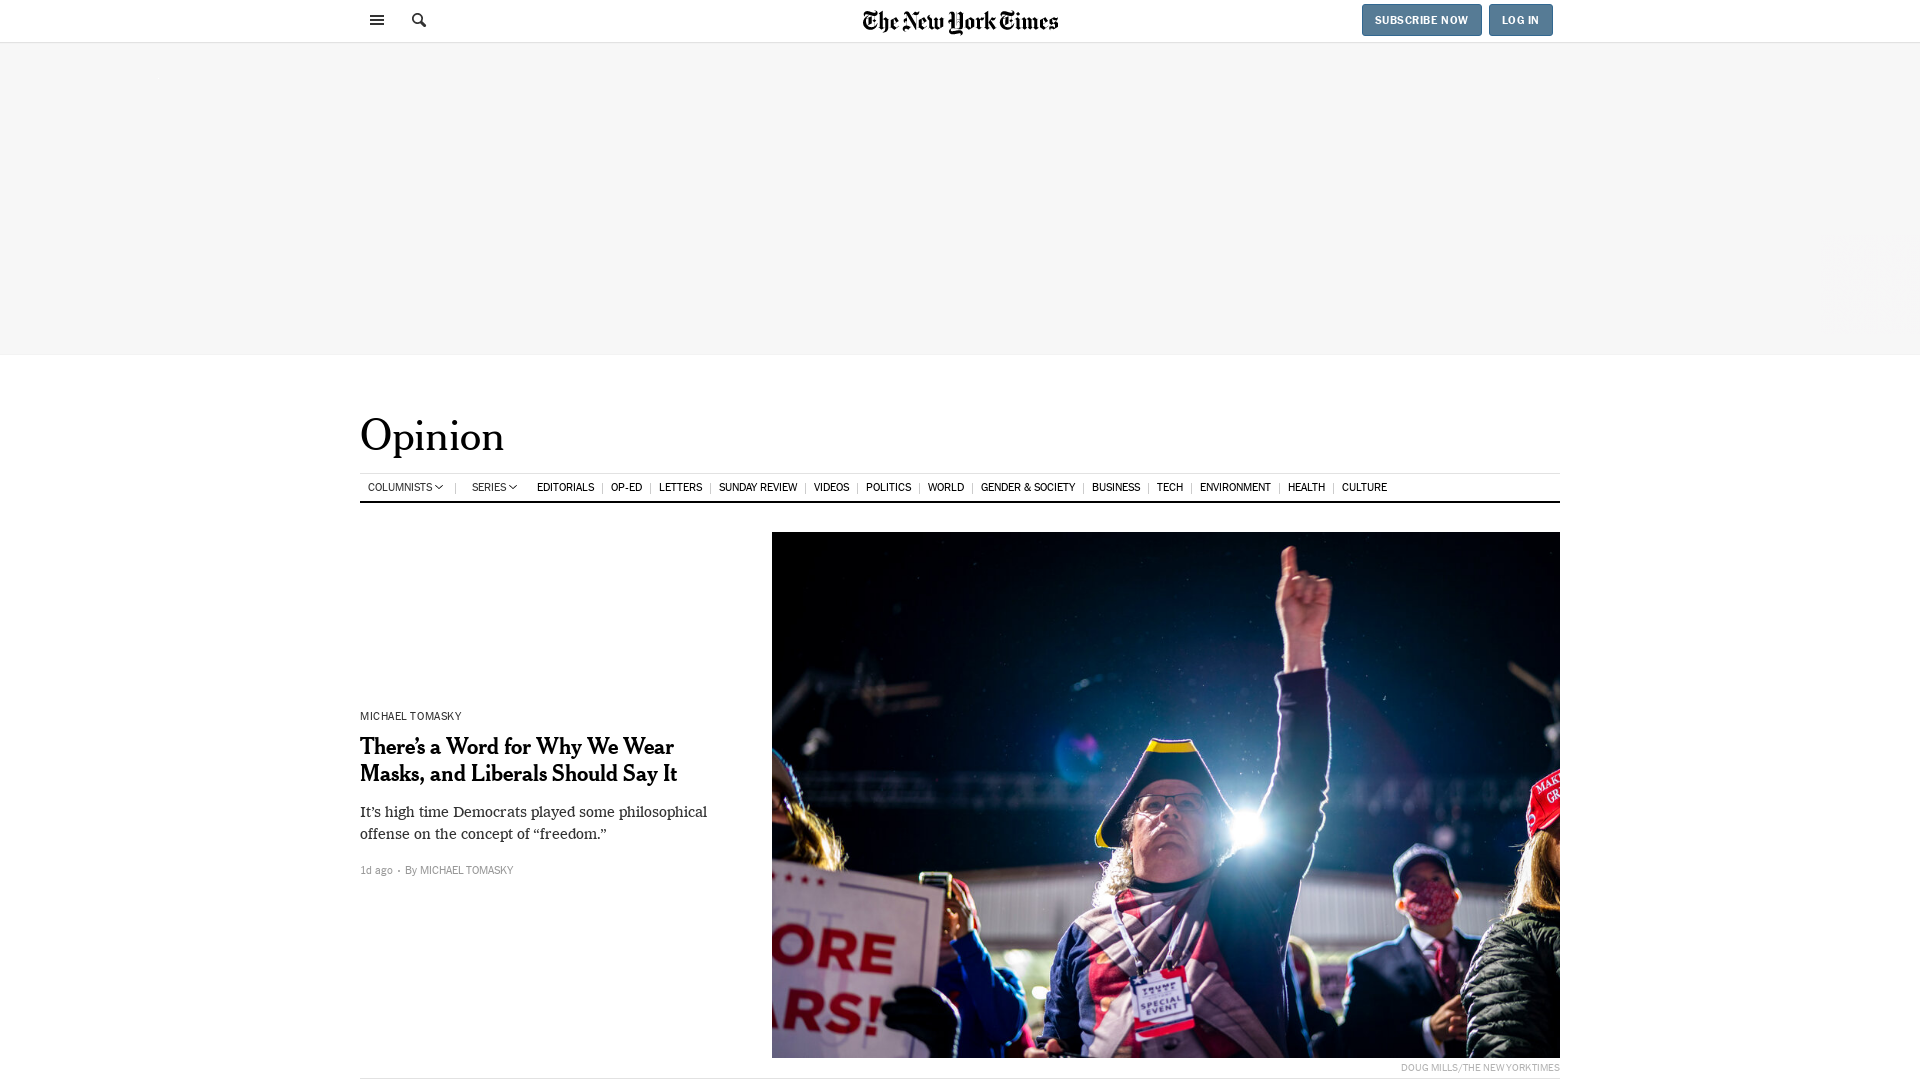 The New York Times
SUBSCRIBE NOW
LOG IN
Opinion
COLUMNISTS
SERIES
EDITORIALS
OP-ED
LETTERS
SUNDAY REVIEW
VIDEOS
POLITICS
WORLD
GENDER & SOCIETY
BUSINESS
TECH
ENVIRONMENT
HEALTH
CULTURE
MICHAEL TOMASKY
There’s a Word for Why We Wear
Masks, and Liberals Should Say It
It’s high time Democrats played some philosophical
offense on the concept of “freedom.”
1d ago • By MICHAEL TOMASKY
ORE
ARS!
TRUMP
SPECIAL
EVENT
DOUG MILLS/THE NEW YORK TIMES